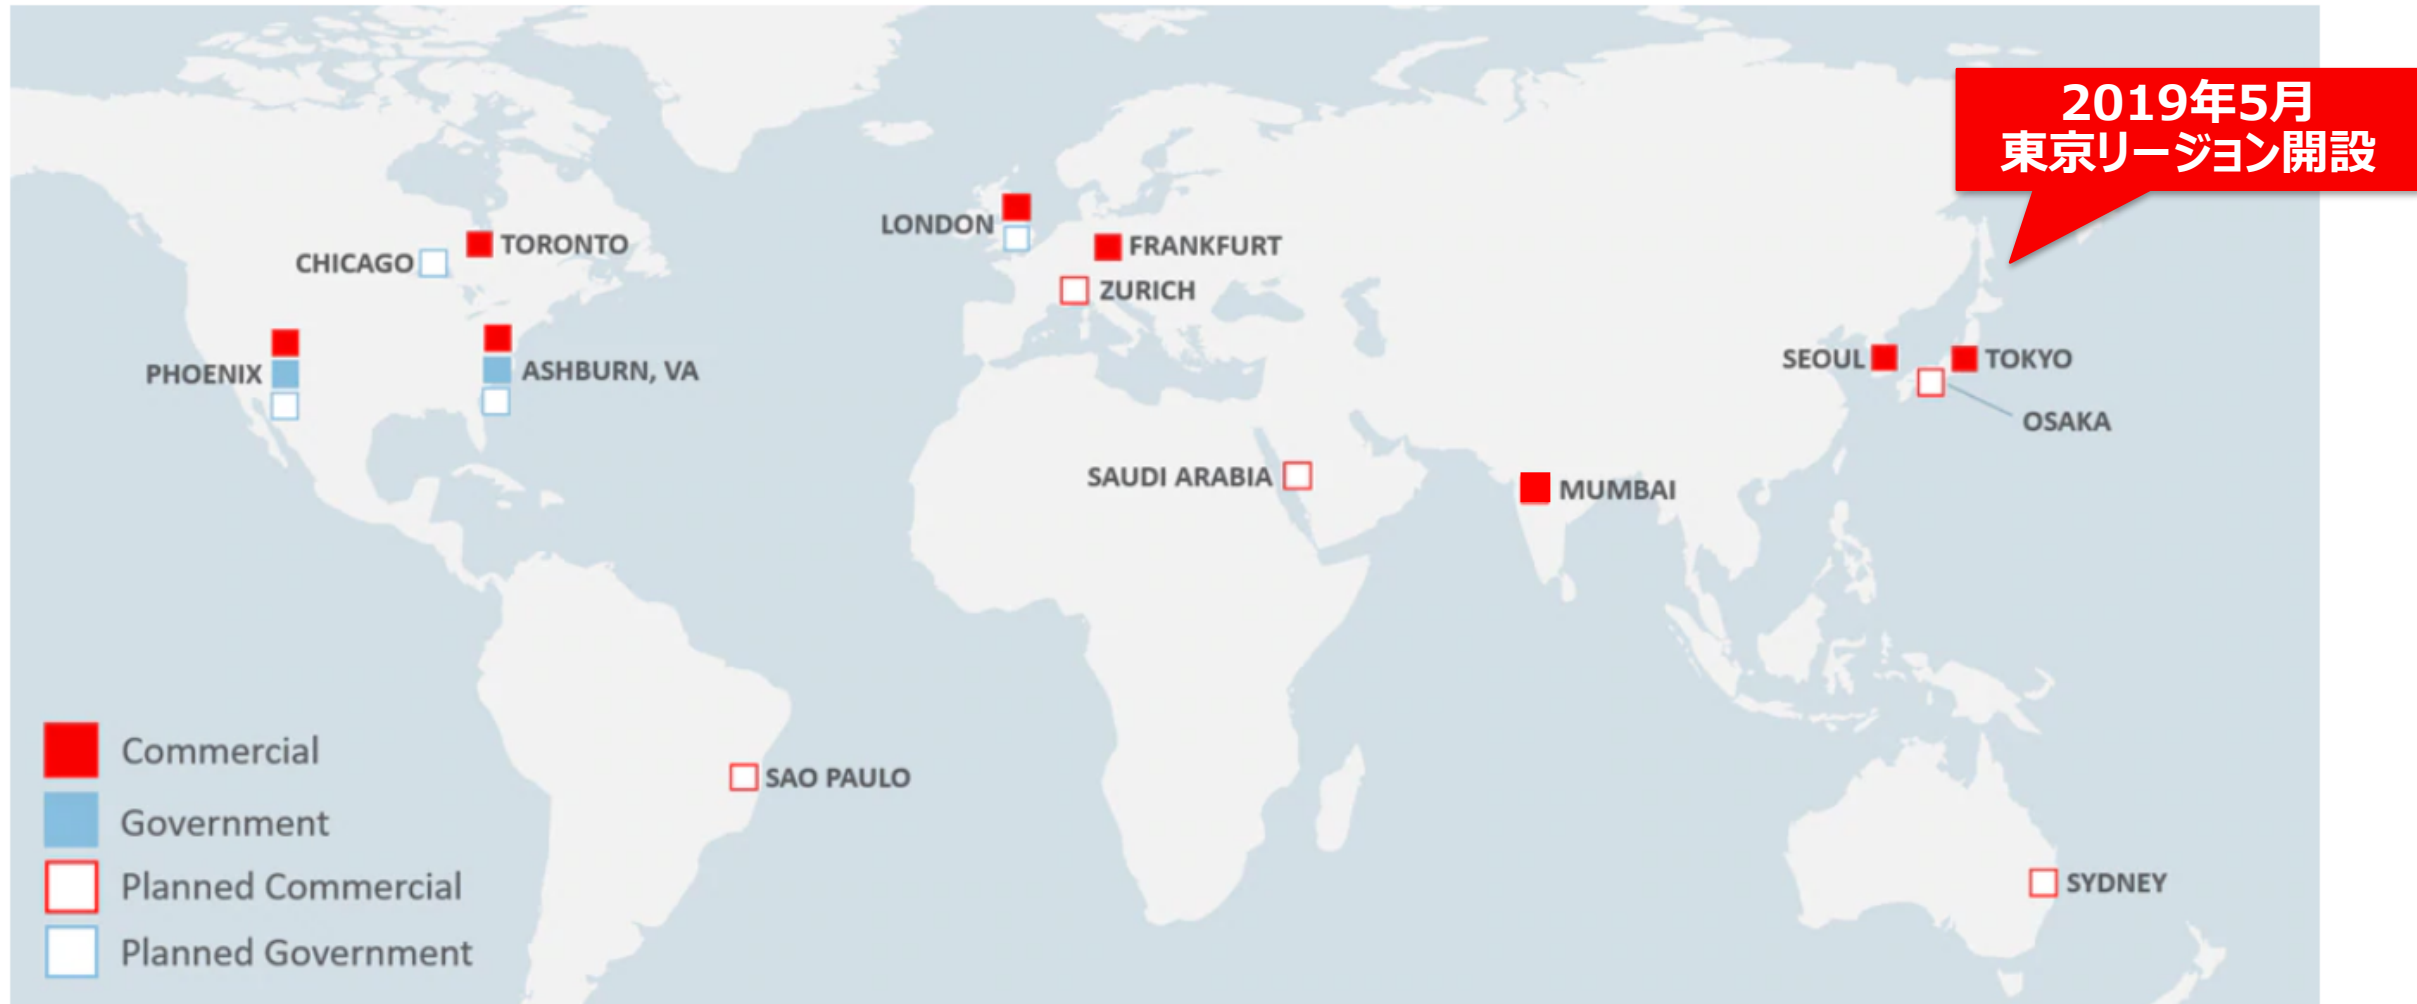 2019年5月
東京リージョン開設
LONDON
TORONTO
FRANKFURT
CHICAGO
ZURICH
SEOUL
TOKYO
PHOENIX
ASHBURN, VA
OSAKA
SAUDI ARABIA
MUMBAI
Commercial
SAO PAULO
Government
Planned Commercial
SYDNEY
Planned Government